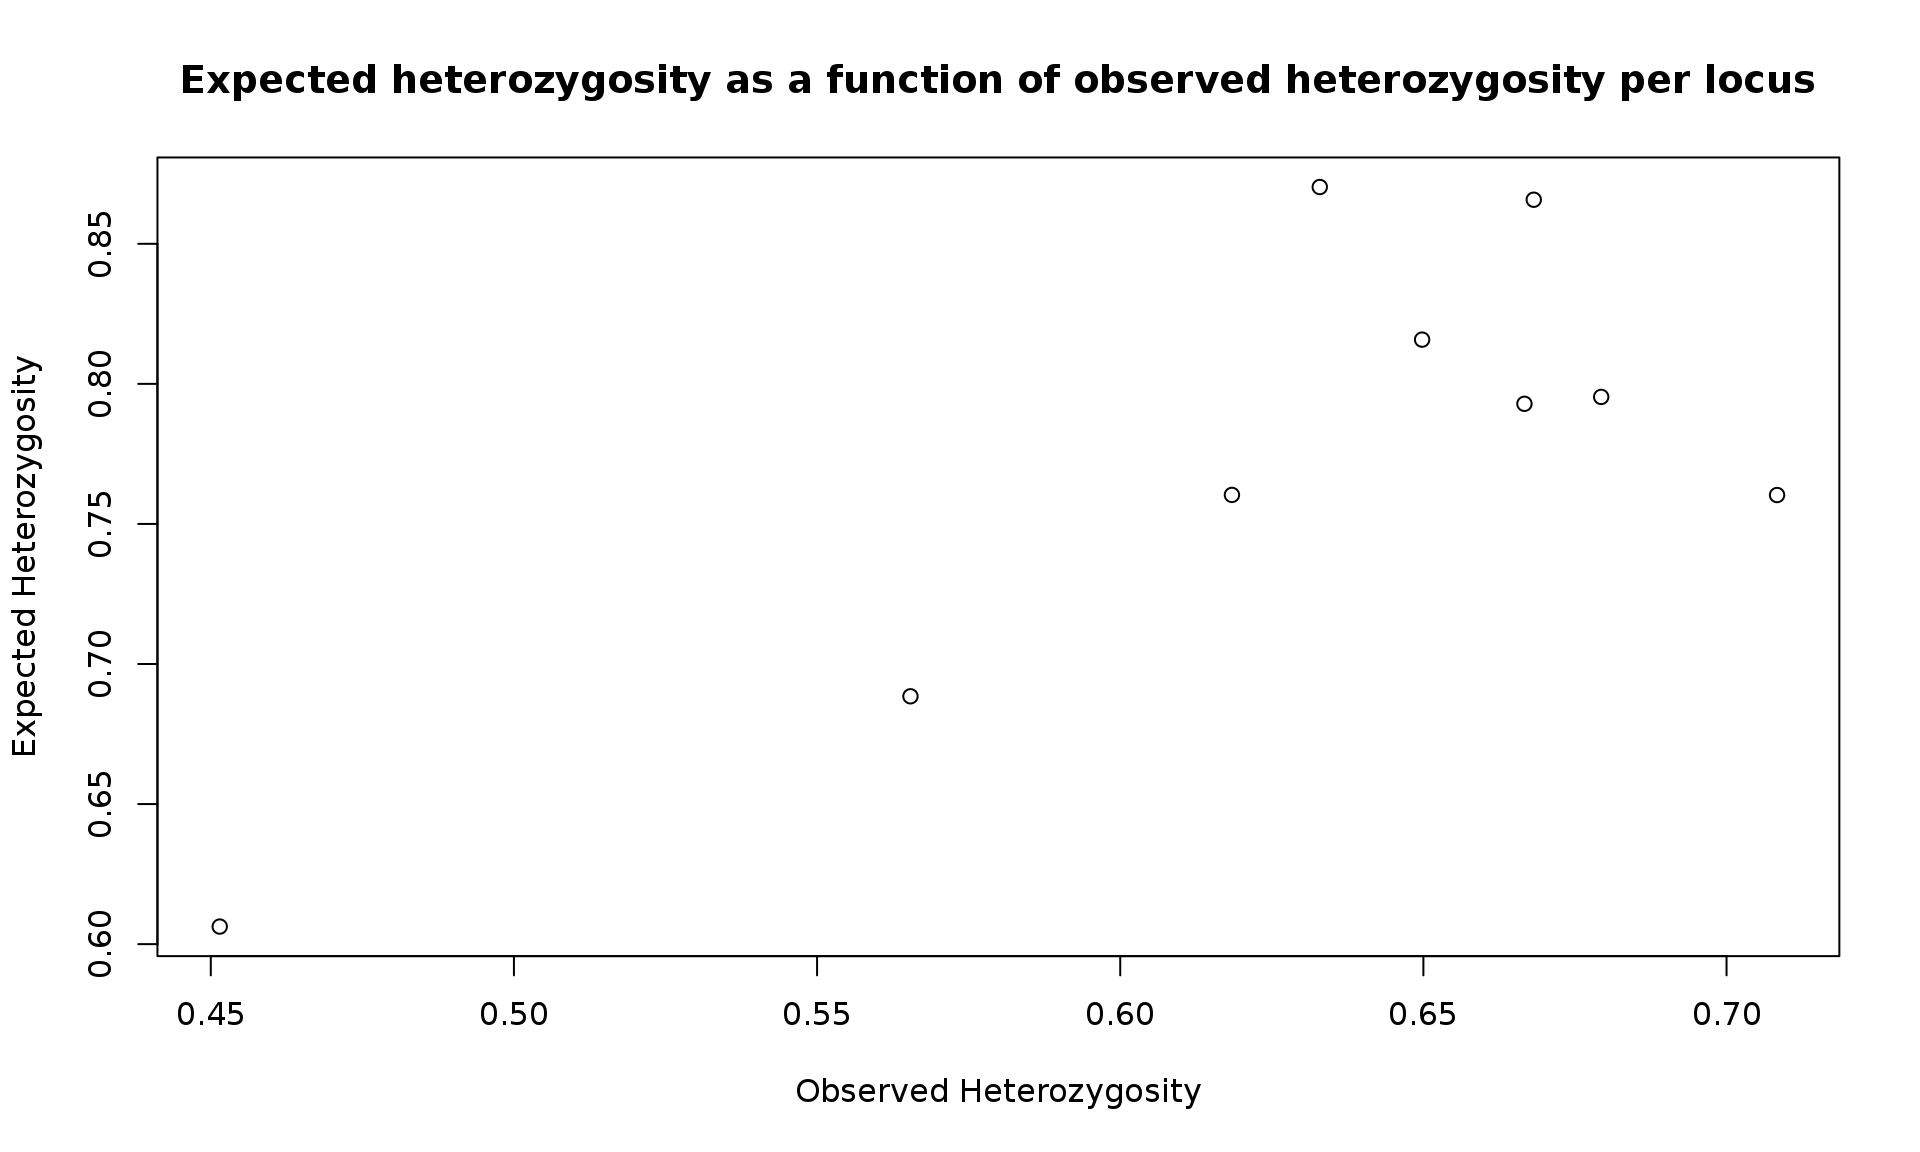 Expected heterozygosity as a function of observed heterozygosity per locus
Expected Heterozygosity
0.85
0.80
0.75
0.70
0.65
0.60
0.45 0.50 0.55 0.60 0.65 0.70
Observed Heterozygosity